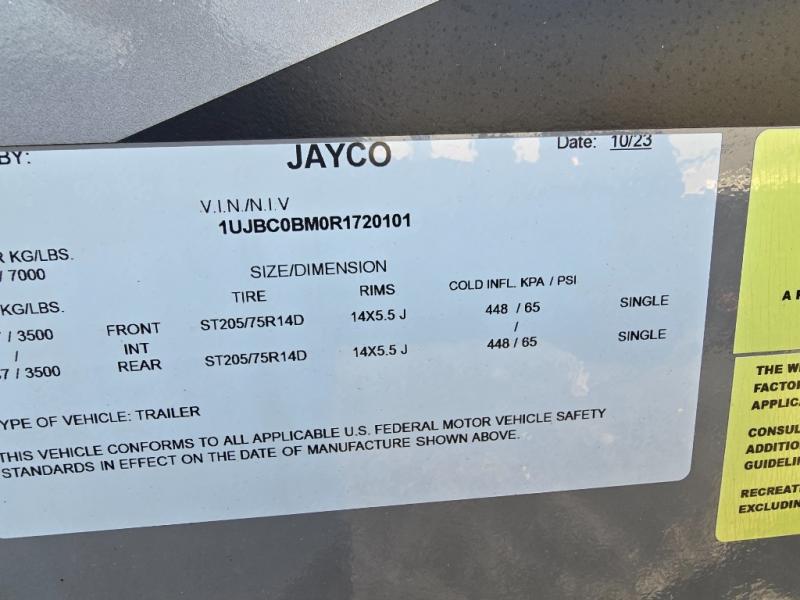 BY: JAYCO Date: 10/23
V.I.N./N.I.V
1UJBC0BM0R1720101
R KG/LBS.
/ 7000
SIZE/DIMENSION
KG/LBS. TIRE RIMS COLD INFL. KPA / PSI
/ 3500 FRONT ST205/75R14D 14X5.5 J 448 / 65 SINGLE
/ INT /
7 / 3500 REAR ST205/75R14D 14X5.5 J 448 / 65 SINGLE
TYPE OF VEHICLE: TRAILER
THIS VEHICLE CONFORMS TO ALL APPLICABLE U.S. FEDERAL MOTOR VEHICLE SAFETY
STANDARDS IN EFFECT ON THE DATE OF MANUFACTURE SHOWN ABOVE.
A
THE
FACTOR
APPLIC
CONSUL
ADDITIO
GUIDELI
RECREAT
EXCLUDIN